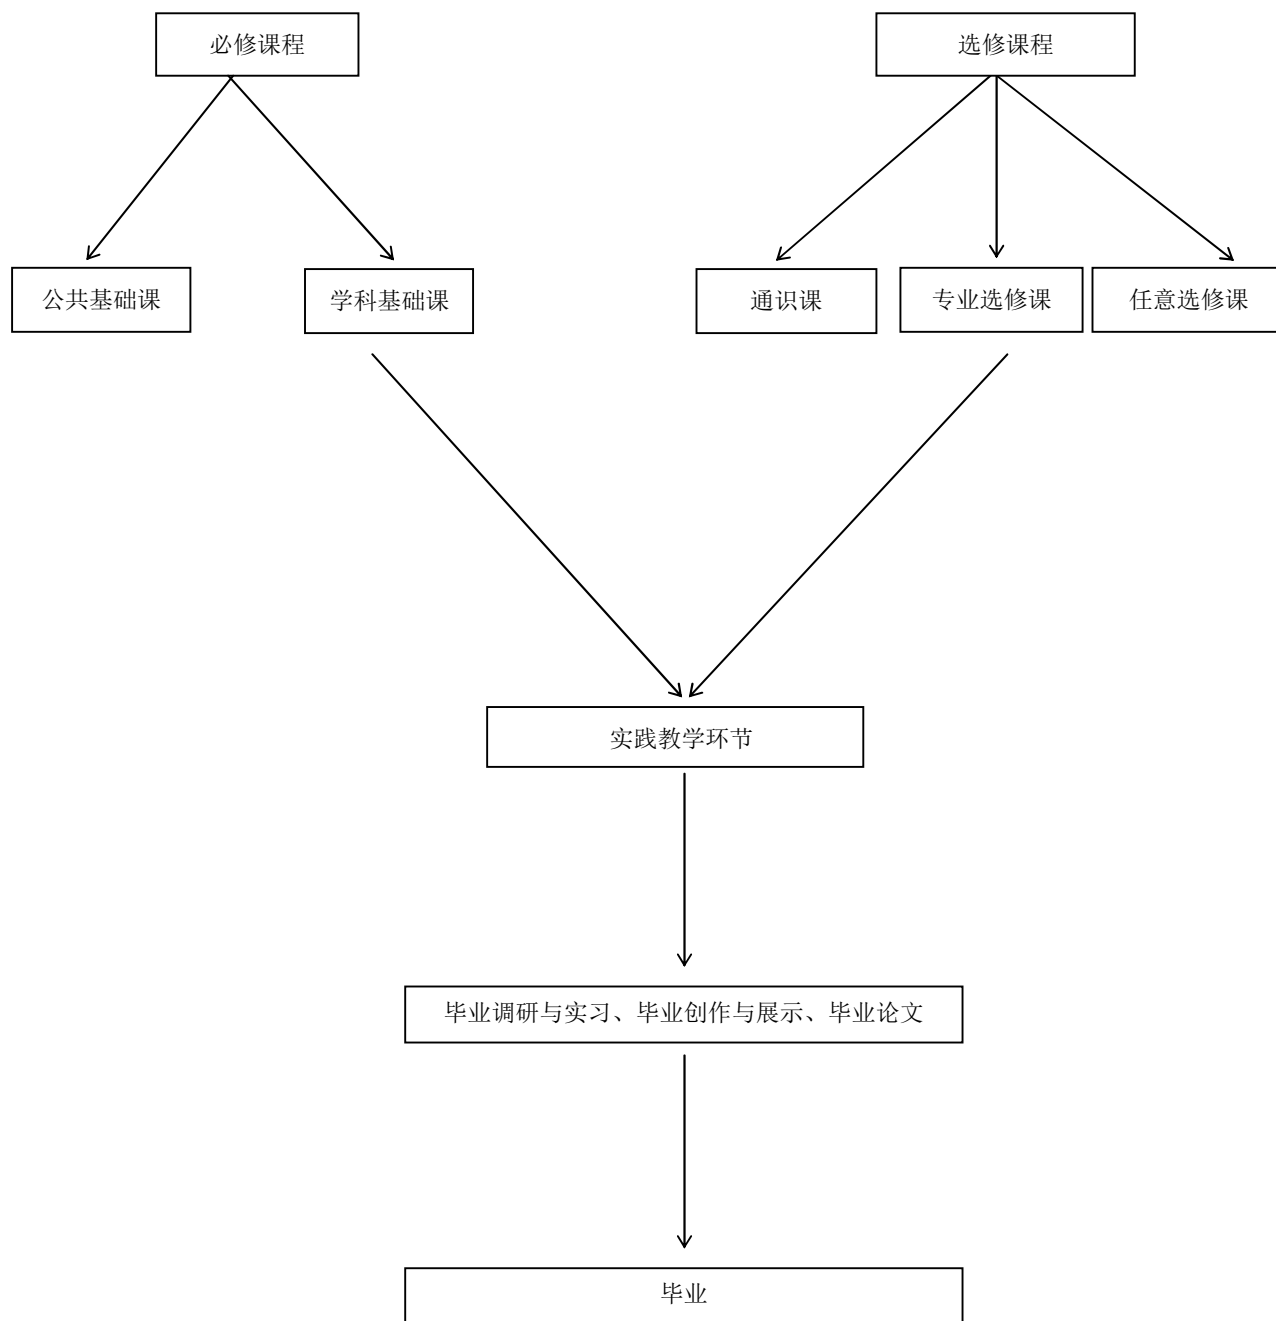 必修课程
选修课程
公共基础课
学科基础课
通识课
专业选修课
任意选修课
实践教学环节
毕业调研与实习、毕业创作与展示、毕业论文
毕业